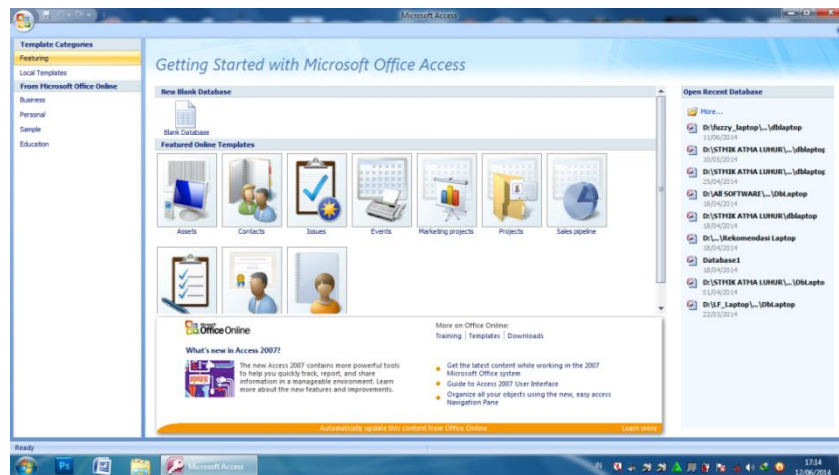 Microsoft Access
Template Categories
Featuring
Local Templates
From Microsoft Office Online
Business
Personal
Sample
Education
Getting Started with Microsoft Office Access
New Blank Database
Blank Database
Featured Online Templates
Assets
Contacts
Issues
Events
Marketing projects
Projects
Sales pipeline
Microsoft
Office Online
What's new in Access 2007?
The new Access 2007 contains more powerful tools
to help you quickly track, report, and share
information in a manageable environment. Learn
more about the new features and improvements.
More on Office Online:
Training | Templates | Downloads
Get the latest content while working in the 2007
Microsoft Office system
Guide to Access 2007 User Interface
Organize all your objects using the new, easy access
Navigation Pane
Automatically update this content from Office Online
Learn more
Open Recent Database
More...
D:\fuzzy_laptop\...\dblaptop
11/06/2014
D:\STMIK ATMA LUHUR\...\dblaptop
10/05/2014
D:\STMIK ATMA LUHUR\...\dblaptop
25/04/2014
D:\All SOFTWARE\...\DbLaptop
18/04/2014
D:\STMIK ATMA LUHUR\dblaptop
18/04/2014
D:\...\Rekomendasi Laptop
18/04/2014
Database1
18/04/2014
D:\STMIK ATMA LUHUR\...\DbLapto
01/04/2014
D:\LF_Laptop\...\DbLaptop
22/03/2014
Ready
Ps
Microsoft Access
IN
17:14
12/06/2014